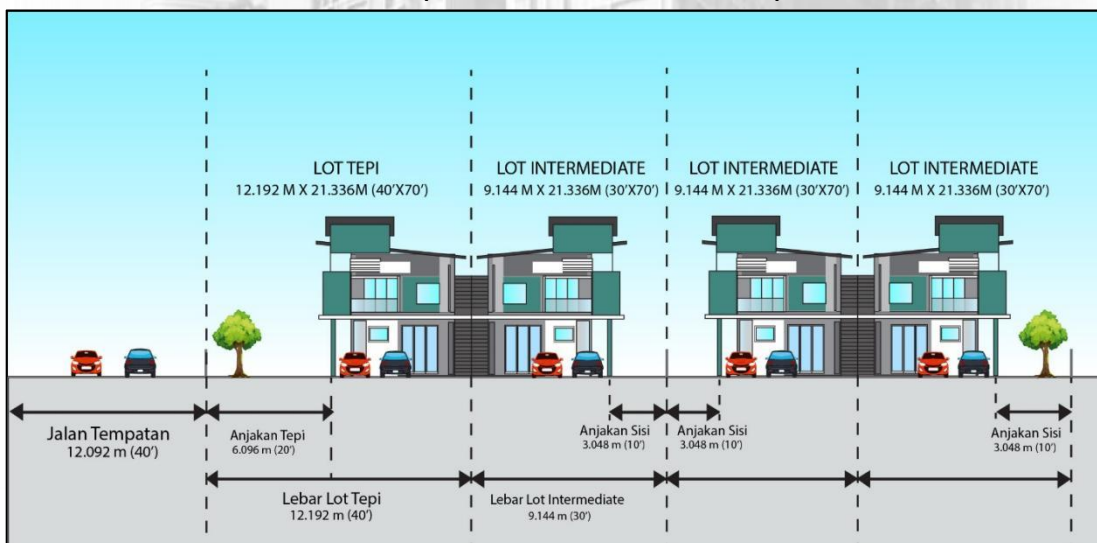 LOT TEPI
12.192 M X 21.336M (40'X70')
LOT INTERMEDIATE
9.144 M X 21.336M (30'X70')
LOT INTERMEDIATE
9.144 M X 21.336M (30'X70')
LOT INTERMEDIATE
9.144 M X 21.336M (30'X70')
Jalan Tempatan
12.092 m (40')
Anjakan Tepi
6.096 m (20')
Anjakan Sisi
3.048 m (10')
Anjakan Sisi
3.048 m (10')
Anjakan Sisi
3.048 m (10')
Lebar Lot Tepi
12.192 m (40')
Lebar Lot Intermediate
9.144 m (30')